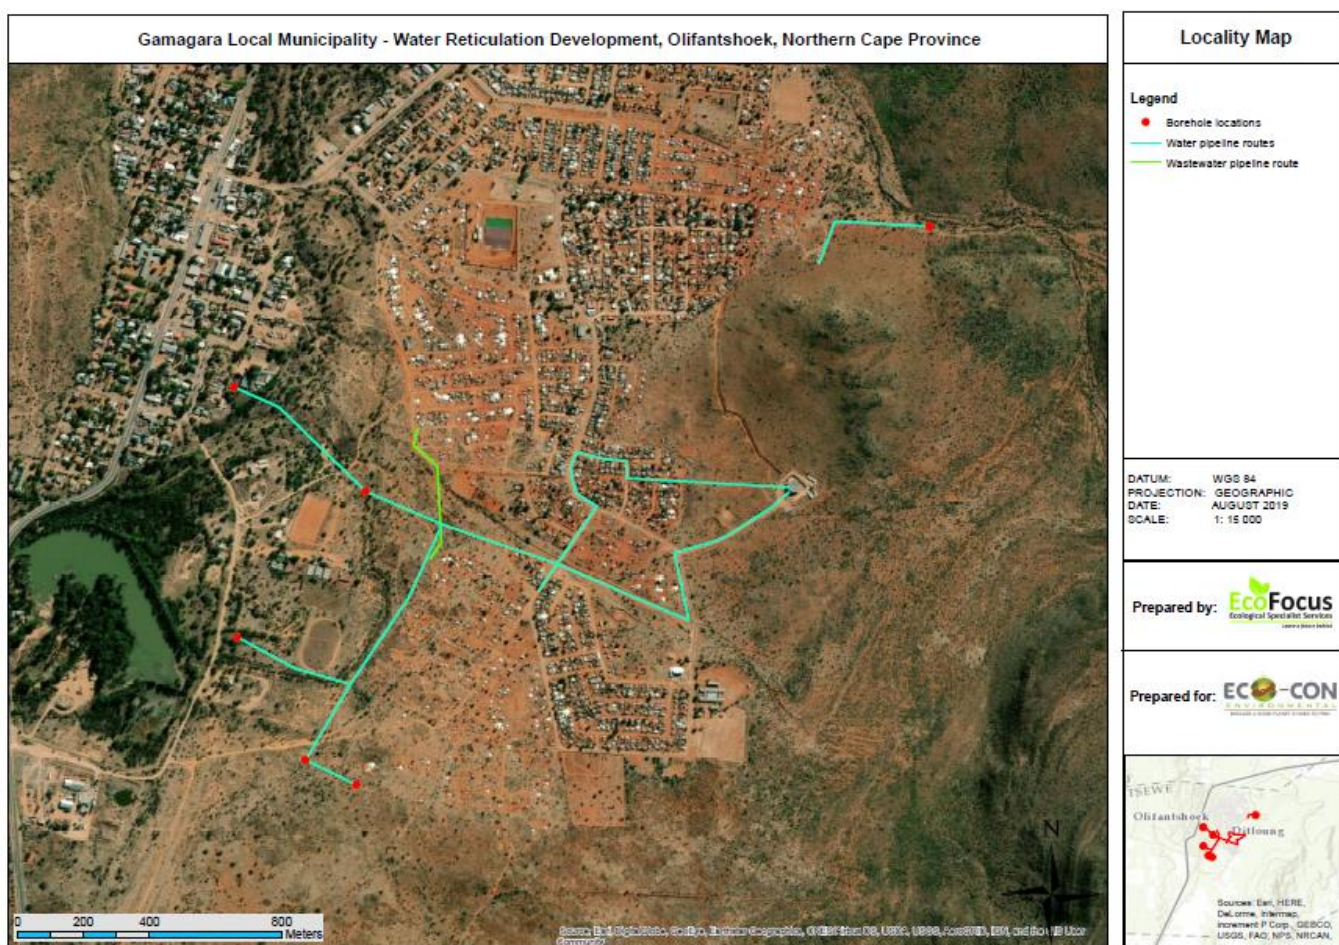 Gamagara Local Municipality - Water Reticulation Development, Olifantshoek, Northern Cape Province
Locality Map
Legend
Borehole locations
Water pipeline routes
Wastewater pipeline route
DATUM: WGS 84
PROJECTION: GEOGRAPHIC
DATE: AUGUST 2019
SCALE: 1: 15 000
Prepared by: EcoFocus
Ecological Specialist Services
Prepared for: ECO-CON
ENVIRONMENTAL
Olifantshoek
Sources: Esri, HERE,
DeLorme, Intermap,
increment P Corp., GEBCO,
USGS, FAO, NPS, NRCAN,
N
0 200 400 800
Meters
Community